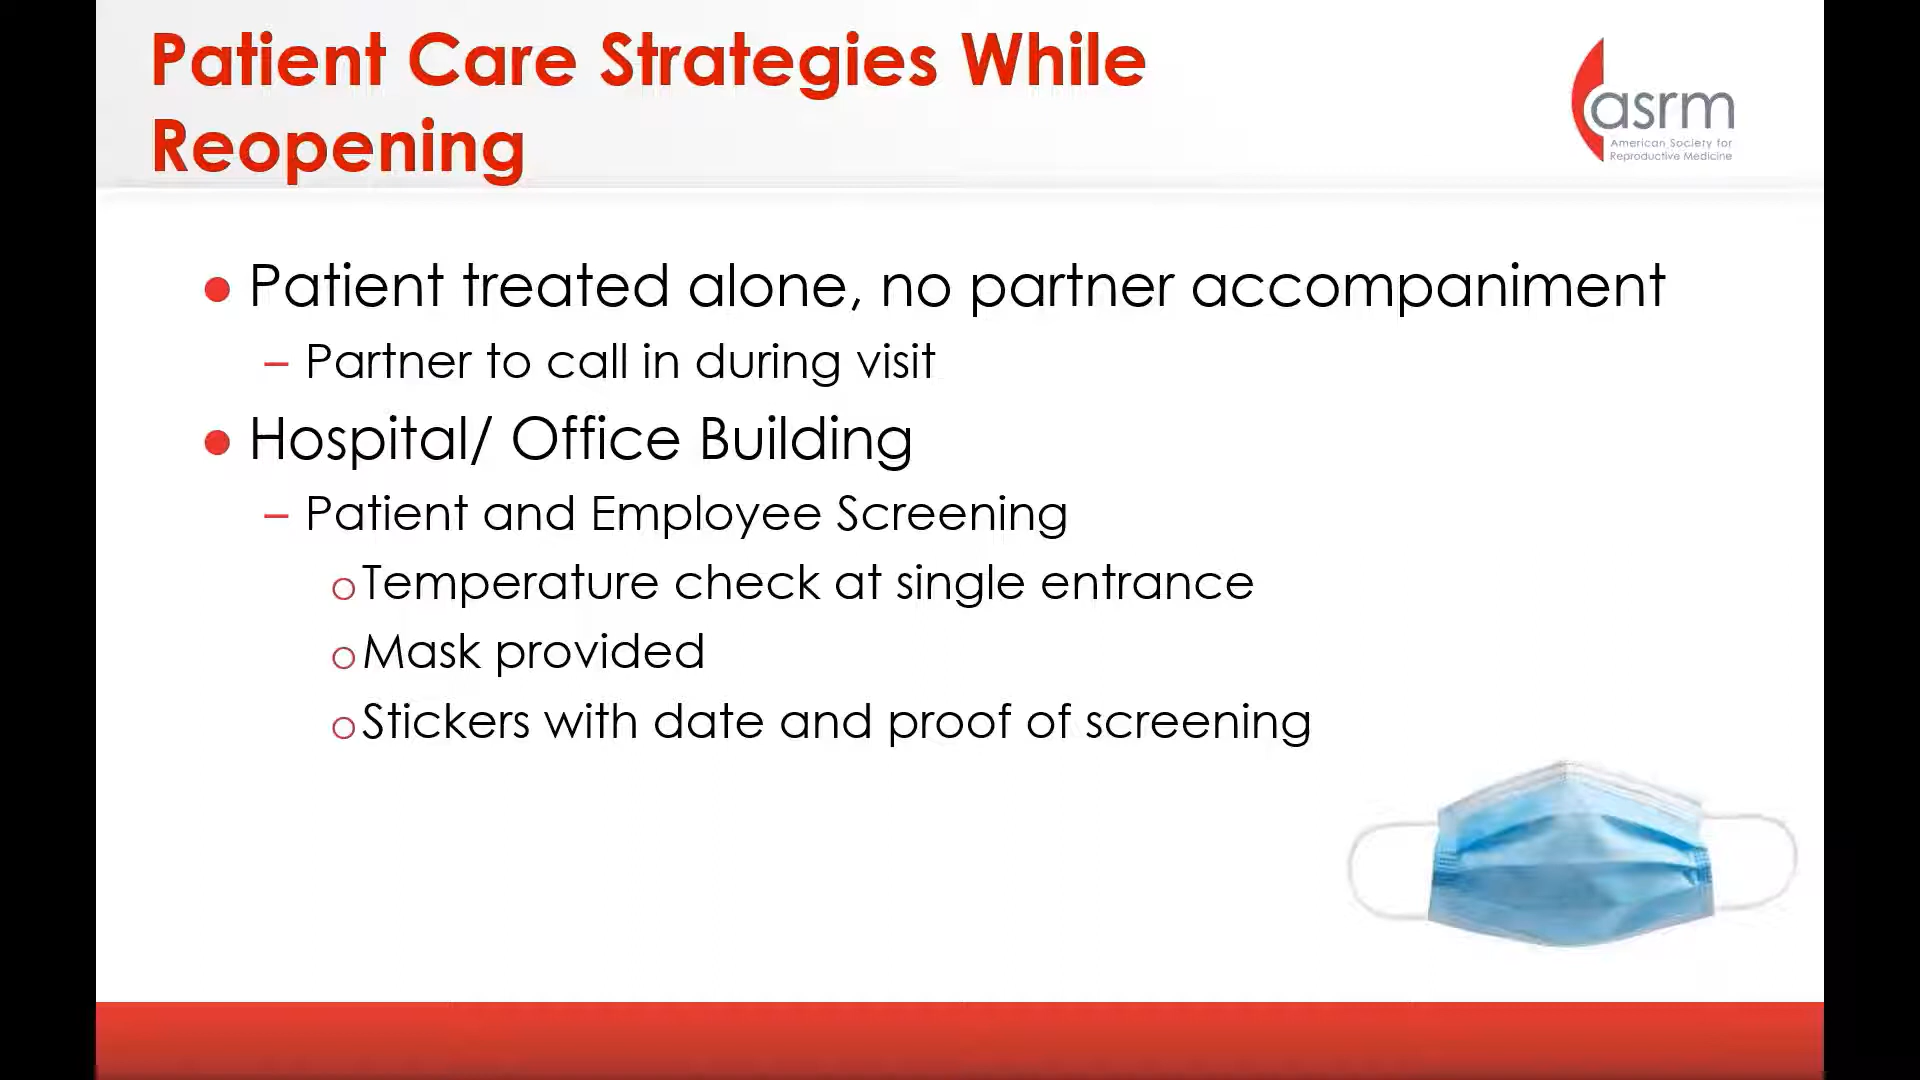 Patient Care Strategies While
Reopening
asrm
American Society for
Reproductive Medicine
● Patient treated alone, no partner accompaniment
– Partner to call in during visit
● Hospital/ Office Building
– Patient and Employee Screening
o Temperature check at single entrance
o Mask provided
o Stickers with date and proof of screening